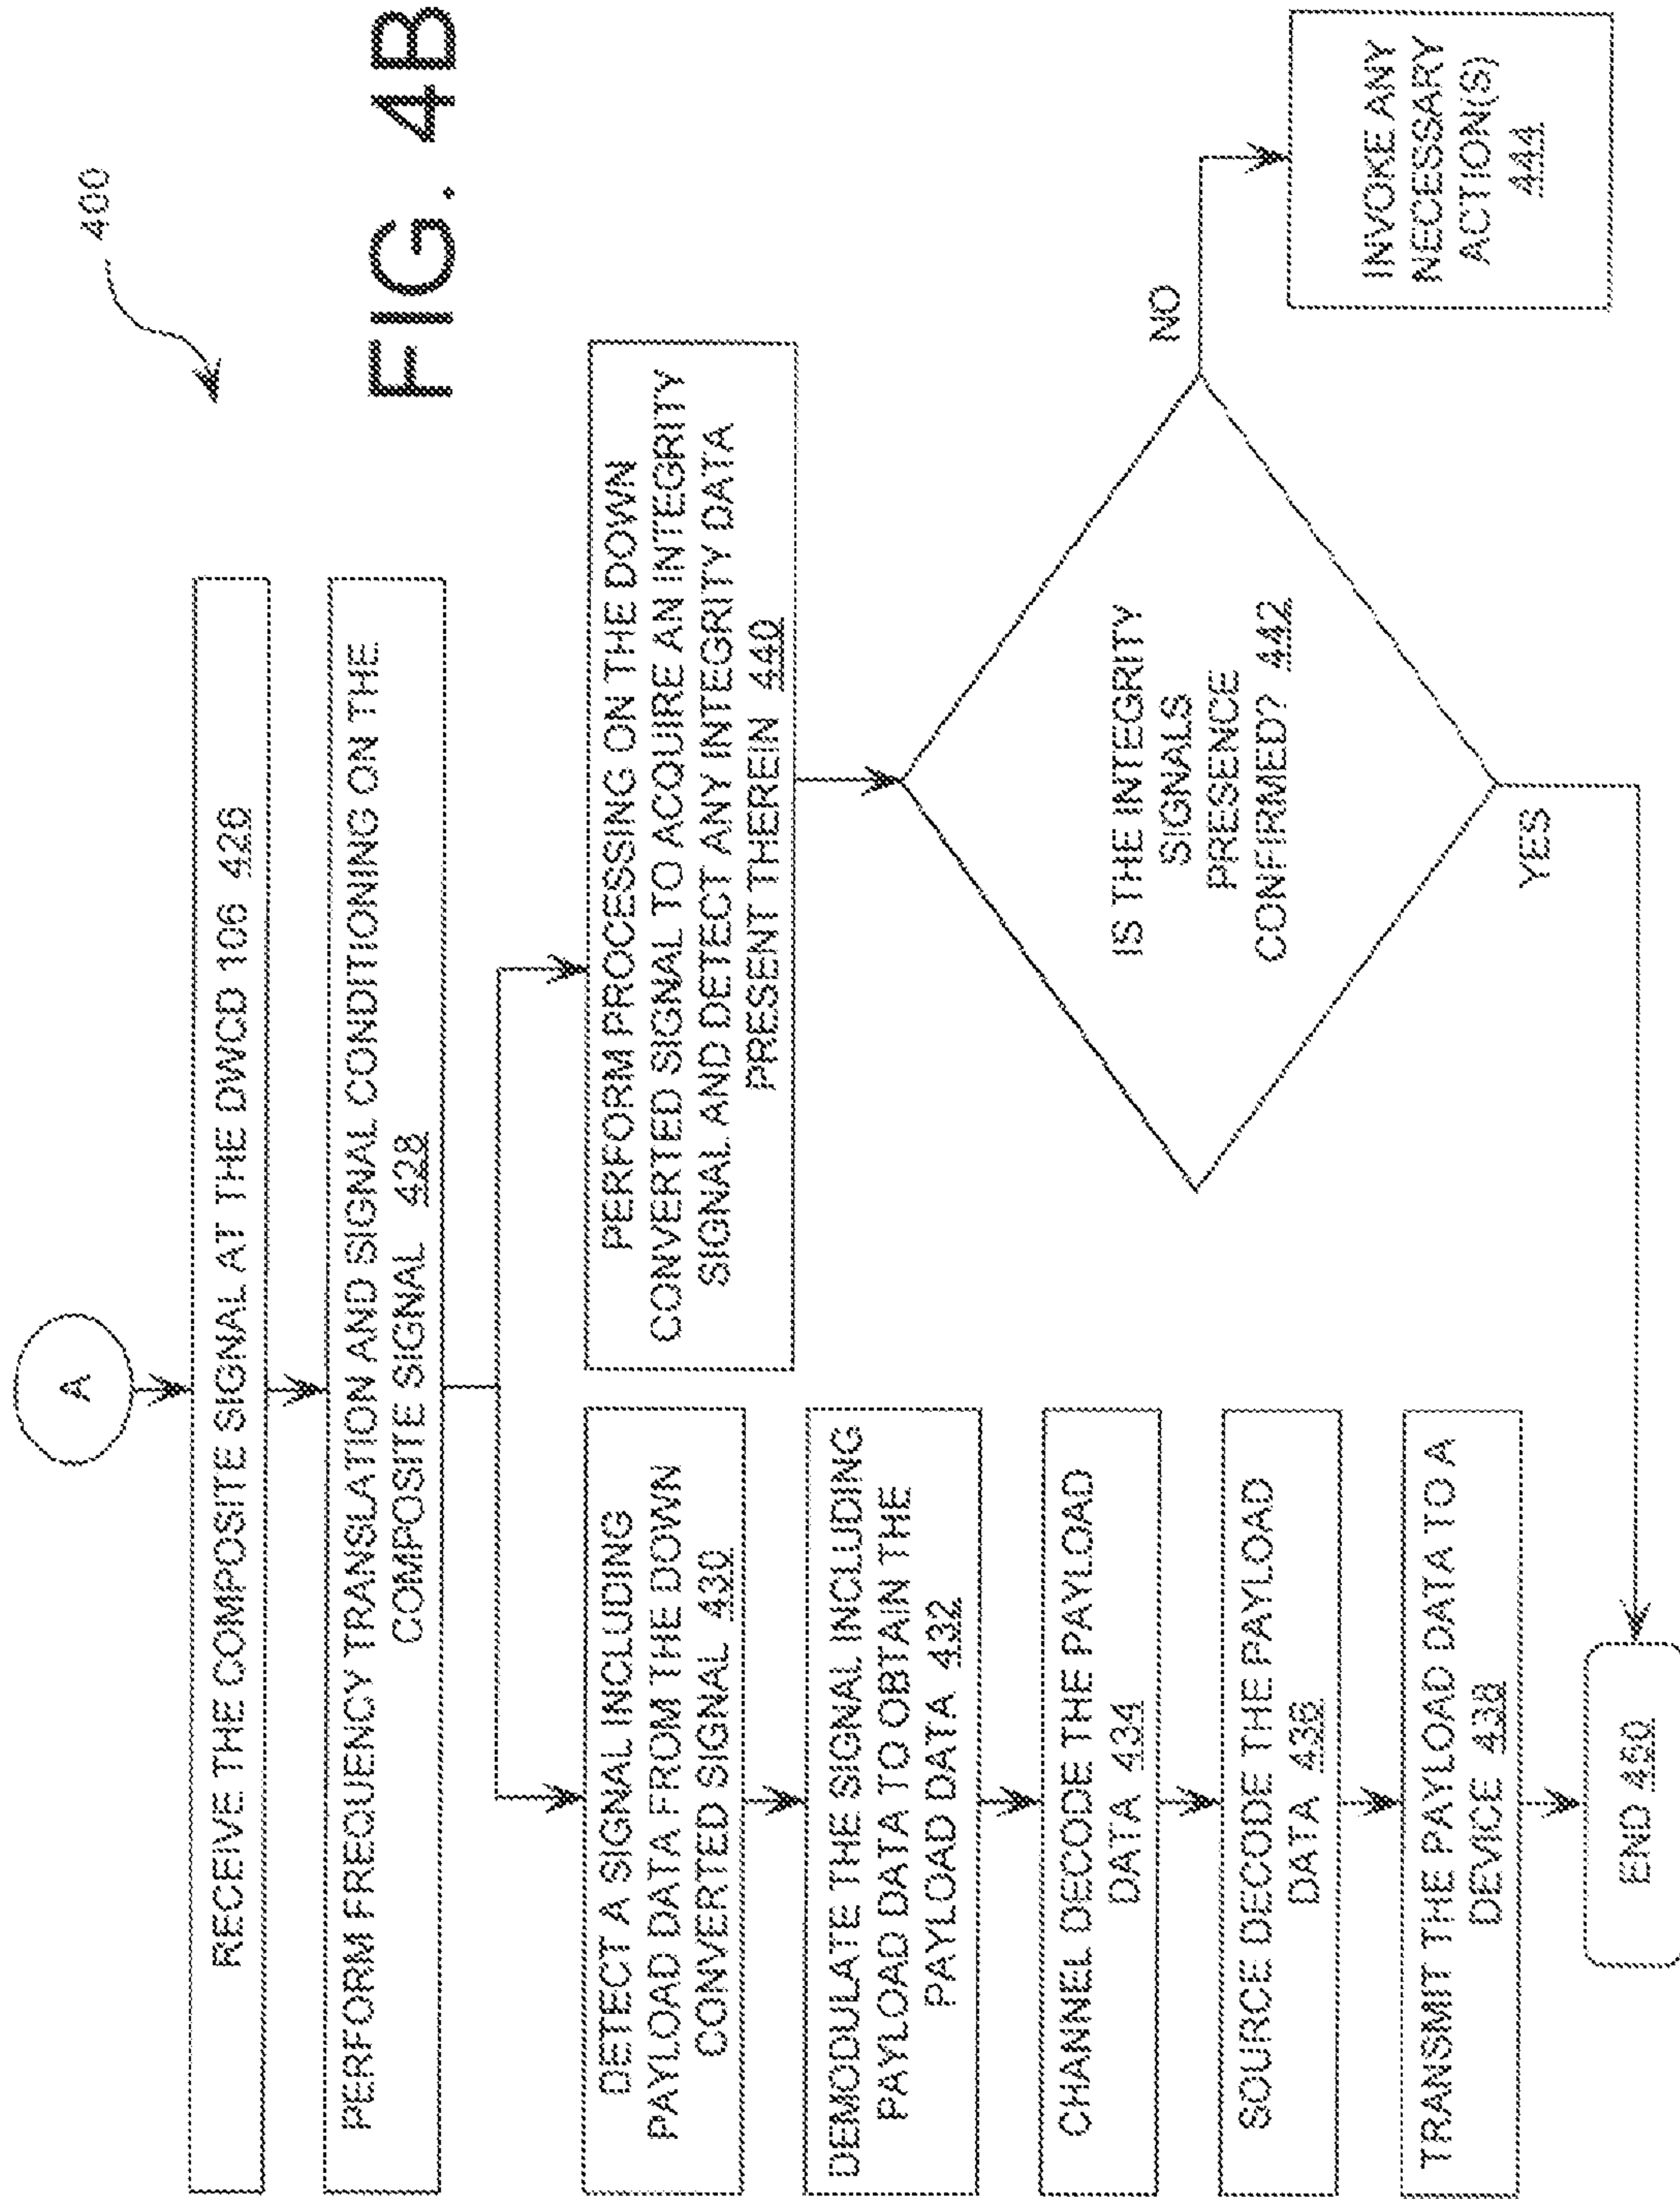 400
FIG. 4B
A
RECEIVE THE COMPOSITE SIGNAL AT THE DWCD 106 426
PERFORM FREQUENCY TRANSLATION AND SIGNAL CONDITIONING ON THE
COMPOSITE SIGNAL 428
DETECT A SIGNAL INCLUDING
PAYLOAD DATA FROM THE DOWN
CONVERTED SIGNAL 430
DEMODULATE THE SIGNAL INCLUDING
PAYLOAD DATA TO OBTAIN THE
PAYLOAD DATA 432
CHANNEL DECODE THE PAYLOAD
DATA 434
SOURCE DECODE THE PAYLOAD
DATA 436
TRANSMIT THE PAYLOAD DATA TO A
DEVICE 438
END 450
PERFORM PROCESSING ON THE DOWN
CONVERTED SIGNAL TO ACQUIRE AN INTEGRITY
SIGNAL AND DETECT ANY INTEGRITY DATA
PRESENT THEREIN 440
IS THE INTEGRITY
SIGNALS
PRESENCE
CONFIRMED? 442
NO
YES
INVOKE ANY
NECESSARY
ACTION(S)
444